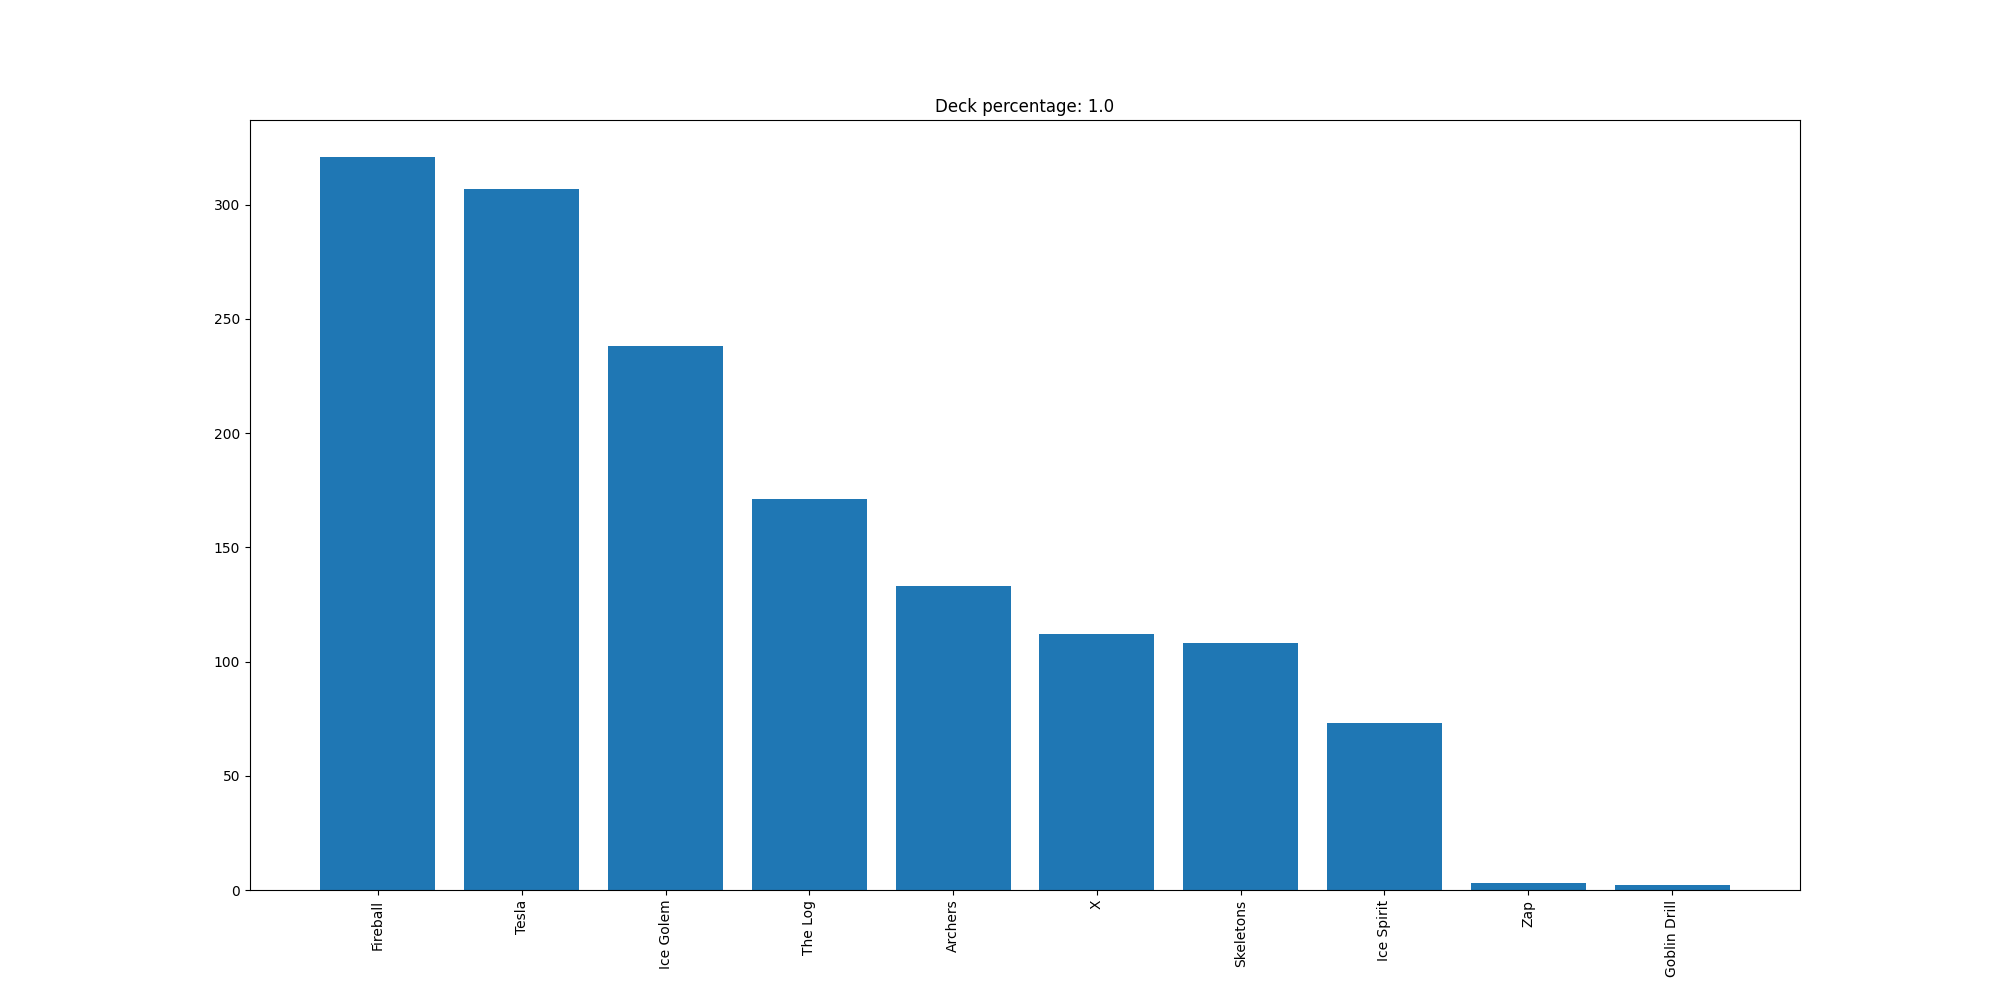 Deck percentage: 1.0
300
250
200
150
100
50
0
Fireball
Tesla
Ice Golem
The Log
Archers
X
Skeletons
Ice Spirit
Zap
Goblin Drill